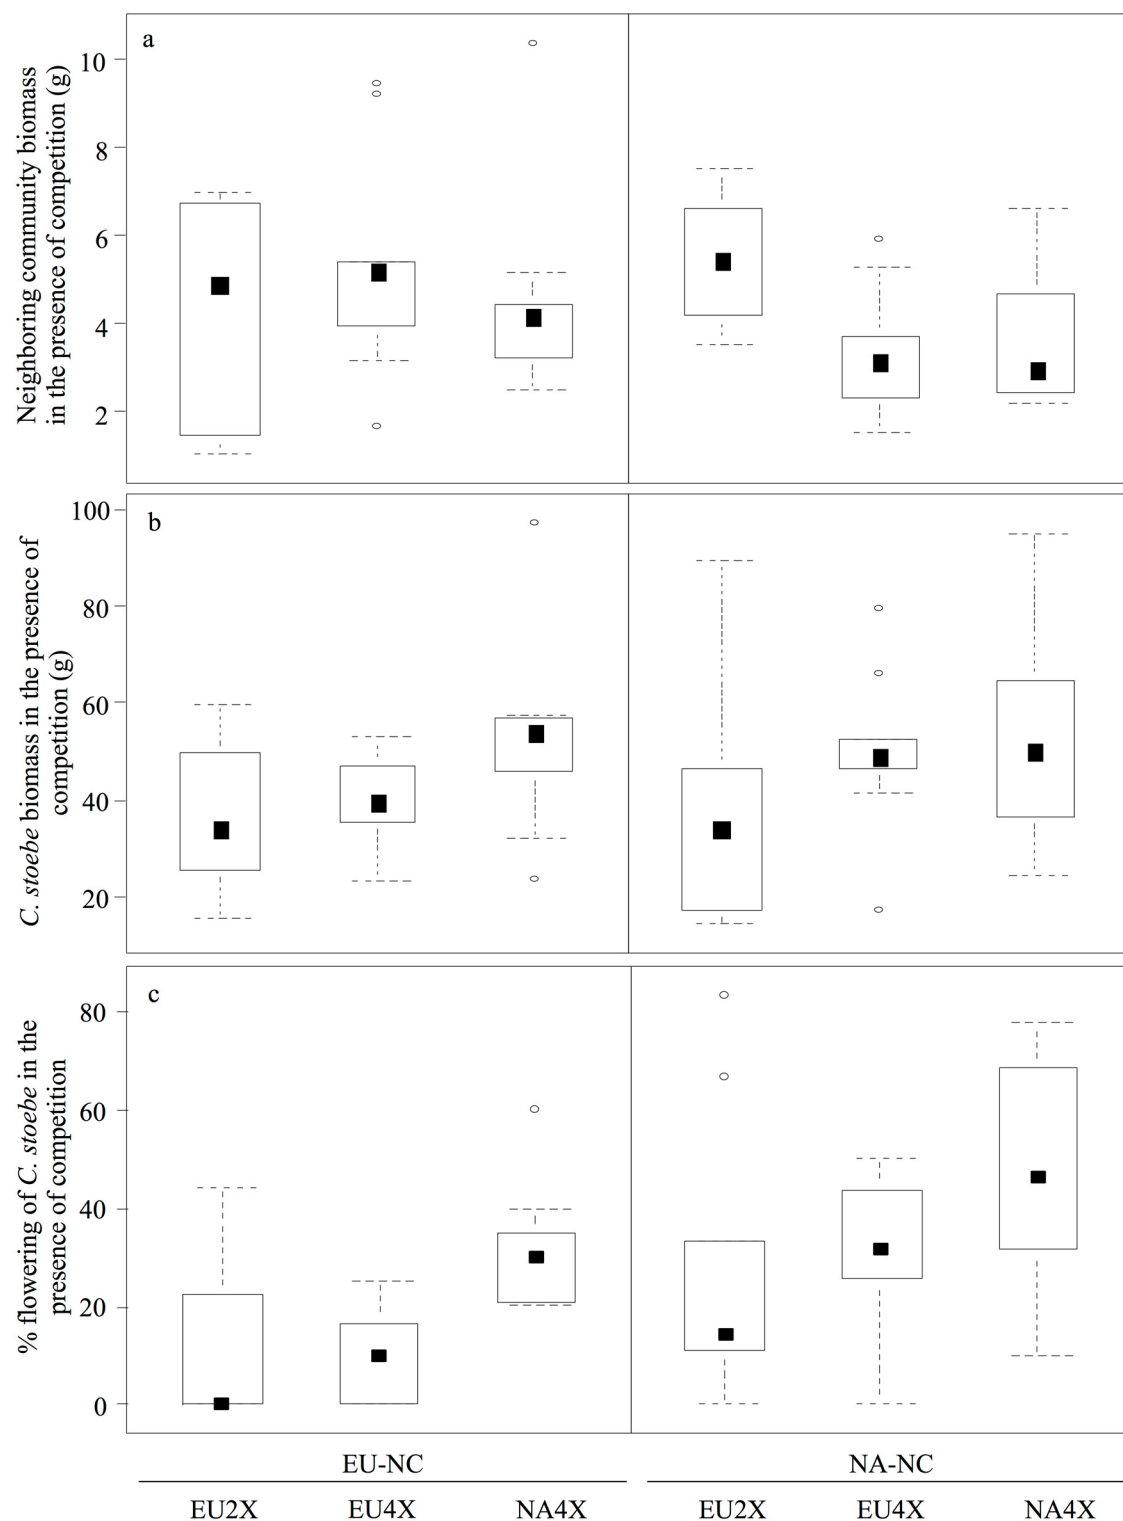 a
Neighboring community biomass
in the presence of competition (g)
10
8
6
4
2
b
C. stoebe biomass in the presence of
competition (g)
100
80
60
40
20
c
% flowering of C. stoebe in the
presence of competition
80
60
40
20
0
EU-NC NA-NC
EU2X EU4X NA4X EU2X EU4X NA4X